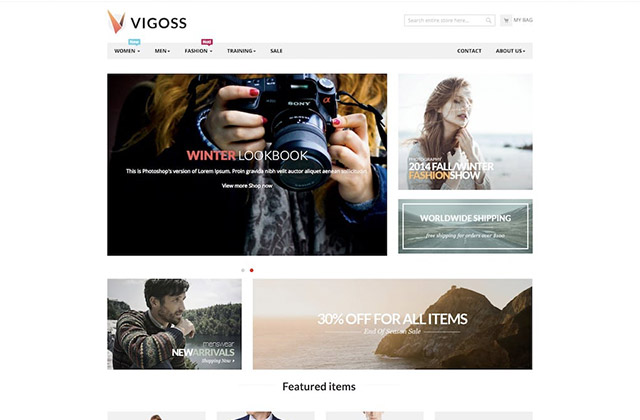 VIGOSS
Search entire store here...
MY BAG
New
Hot
WOMEN
MEN
FASHION
TRAINING
SALE
CONTACT
ABOUT US
SONY
α
WINTER LOOKBOOK
This is Photoshop's version of Lorem Ipsum. Proin gravida nibh velit auctor aliquet aenean sollicitudin
View more Shop now
PHOTOGRAPHY
2014 FALL/WINTER
FASHIONSHOW
WORLDWIDE SHIPPING
free shipping for orders over $100
menswear
NEWARRIVALS
Shopping Now
30% OFF FOR ALL ITEMS
End Of Season Sale
Featured items